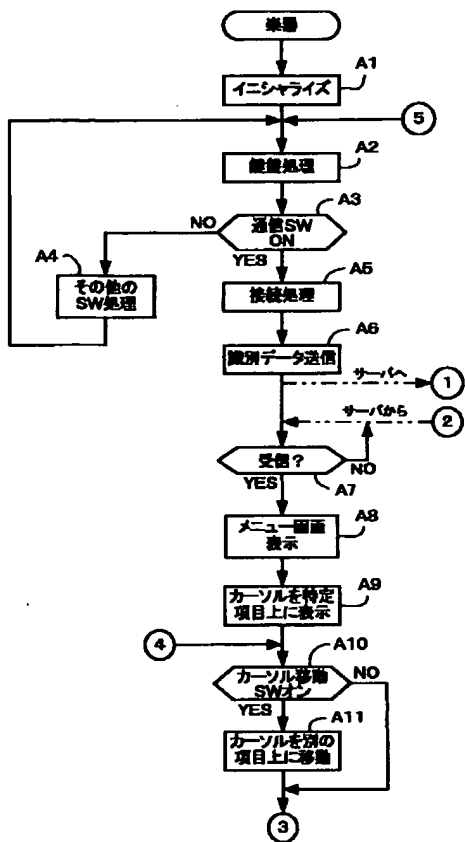 楽器
A1
イニシャライズ
5
A2
鍵盤処理
A3
通信SW
ON
NO
YES
A4
その他の
SW処理
A5
接続処理
A6
識別データ送信
サーバへ
1
サーバから
2
受信?
NO
YES
A7
A8
メニュー画面
表示
A9
カーソルを特定
項目上に表示
4
A10
カーソル移動
SWオン
NO
YES
A11
カーソルを別の
項目上に移動
3